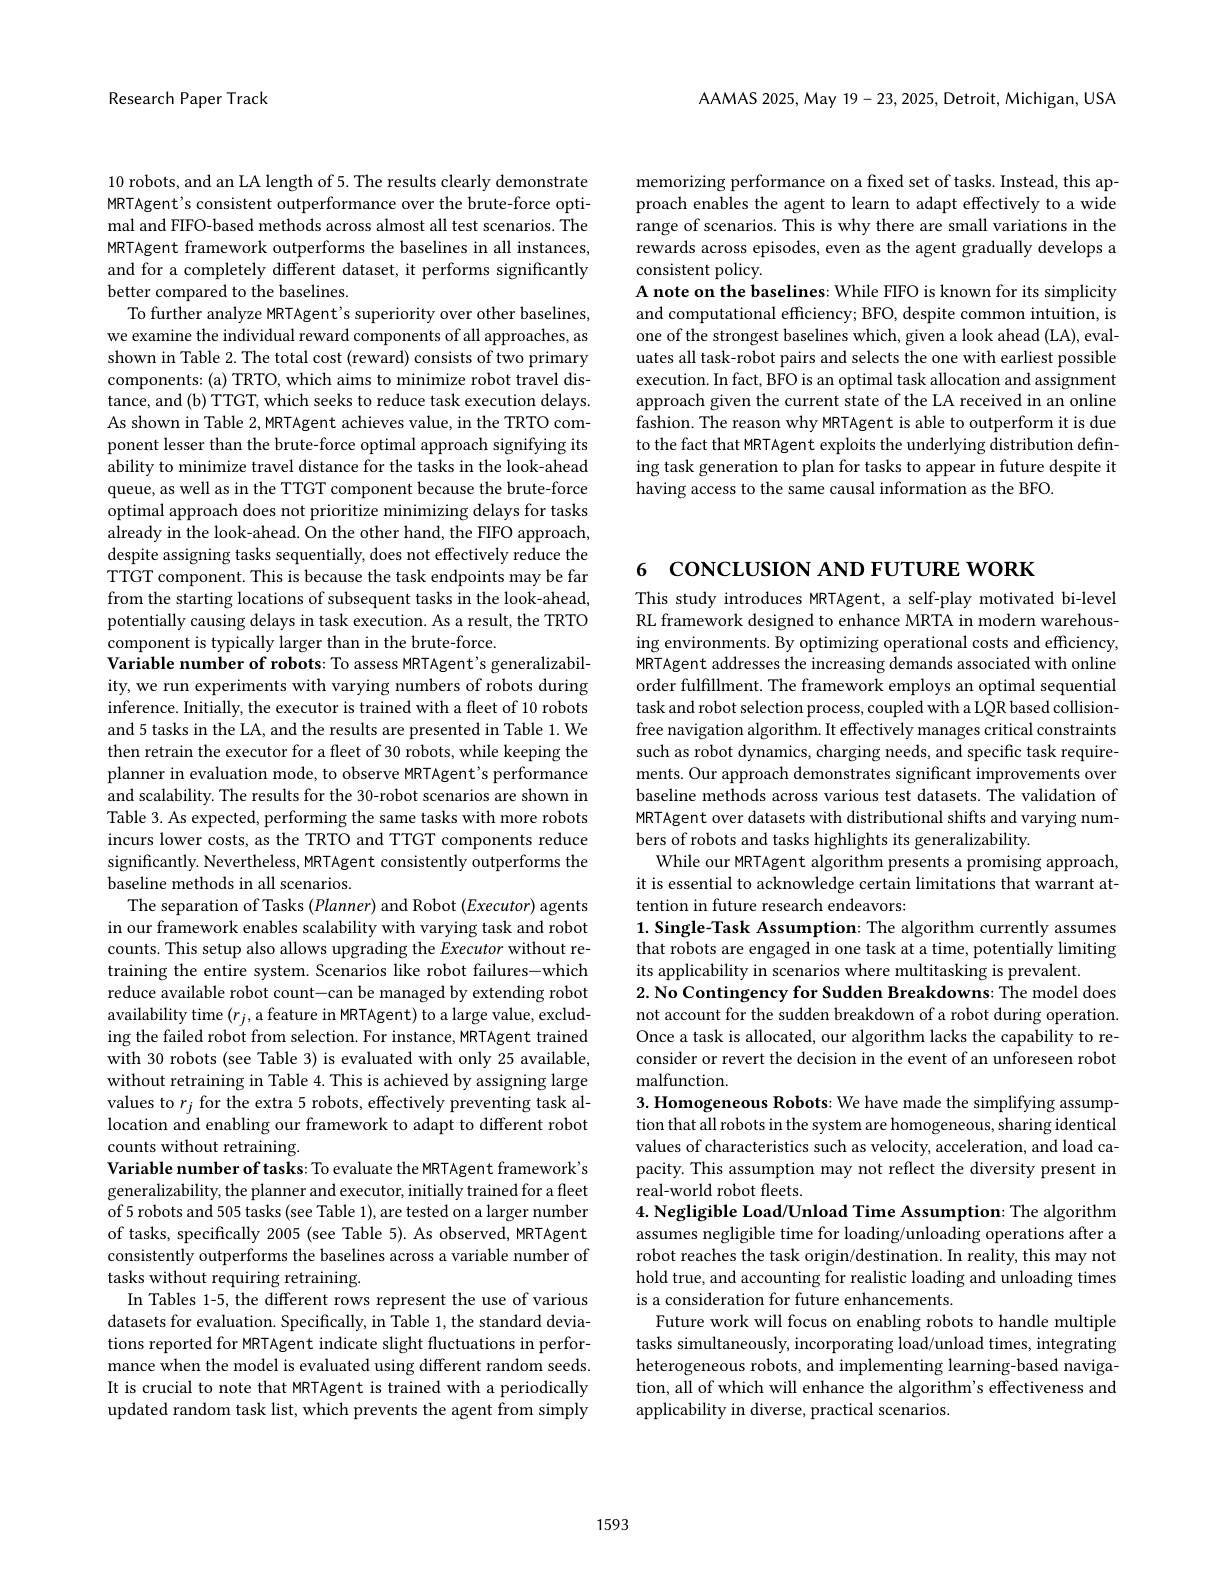 Research Paper Track
AAMAS 2025, May 19 – 23, 2025, Detroit, Michigan, USA
10 robots, and an LA length of 5. The results clearly demonstrate
MRTAgent's consistent outperformance over the brute-force opti-
mal and FIFO-based methods across almost all test scenarios. The
MRTAgent framework outperforms the baselines in all instances,
and for a completely different dataset, it performs significantly
better compared to the baselines.
To further analyze MRTAgent's superiority over other baselines,
we examine the individual reward components of all approaches, as
shown in Table 2. The total cost (reward) consists of two primary
components: (a) TRTO, which aims to minimize robot travel dis-
tance, and (b) TTGT, which seeks to reduce task execution delays.
As shown in Table 2, MRTAgent achieves value, in the TRTO com-
ponent lesser than the brute-force optimal approach signifying its
ability to minimize travel distance for the tasks in the look-ahead
queue, as well as in the TTGT component because the brute-force
optimal approach does not prioritize minimizing delays for tasks
already in the look-ahead. On the other hand, the FIFO approach,
despite assigning tasks sequentially, does not effectively reduce the
TTGT component. This is because the task endpoints may be far
from the starting locations of subsequent tasks in the look-ahead,
potentially causing delays in task execution. As a result, the TRTO
component is typically larger than in the brute-force.
Variable number of robots: To assess MRTAgent's generalizabil-
ity, we run experiments with varying numbers of robots during
inference. Initially, the executor is trained with a fleet of 10 robots
and 5 tasks in the LA, and the results are presented in Table 1. We
then retrain the executor for a fleet of 30 robots, while keeping the
planner in evaluation mode, to observe MRTAgent's performance
and scalability. The results for the 30-robot scenarios are shown in
Table 3. As expected, performing the same tasks with more robots
incurs lower costs, as the TRTO and TTGT components reduce
significantly. Nevertheless, MRTAgent consistently outperforms the
baseline methods in all scenarios.
The separation of Tasks (Planner) and Robot (Executor) agents
in our framework enables scalability with varying task and robot
counts. This setup also allows upgrading the Executor without re-
training the entire system. Scenarios like robot failures—which
reduce available robot count—can be managed by extending robot
availability time (rj, a feature in MRTAgent) to a large value, exclud-
ing the failed robot from selection. For instance, MRTAgent trained
with 30 robots (see Table 3) is evaluated with only 25 available,
without retraining in Table 4. This is achieved by assigning large
values to rj for the extra 5 robots, effectively preventing task al-
location and enabling our framework to adapt to different robot
counts without retraining.
Variable number of tasks: To evaluate the MRTAgent framework's
generalizability, the planner and executor, initially trained for a fleet
of 5 robots and 505 tasks (see Table 1), are tested on a larger number
of tasks, specifically 2005 (see Table 5). As observed, MRTAgent
consistently outperforms the baselines across a variable number of
tasks without requiring retraining.
In Tables 1-5, the different rows represent the use of various
datasets for evaluation. Specifically, in Table 1, the standard devia-
tions reported for MRTAgent indicate slight fluctuations in perfor-
mance when the model is evaluated using different random seeds.
It is crucial to note that MRTAgent is trained with a periodically
updated random task list, which prevents the agent from simply
memorizing performance on a fixed set of tasks. Instead, this ap-
proach enables the agent to learn to adapt effectively to a wide
range of scenarios. This is why there are small variations in the
rewards across episodes, even as the agent gradually develops a
consistent policy.
A note on the baselines: While FIFO is known for its simplicity
and computational efficiency; BFO, despite common intuition, is
one of the strongest baselines which, given a look ahead (LA), eval-
uates all task-robot pairs and selects the one with earliest possible
execution. In fact, BFO is an optimal task allocation and assignment
approach given the current state of the LA received in an online
fashion. The reason why MRTAgent is able to outperform it is due
to the fact that MRTAgent exploits the underlying distribution defin-
ing task generation to plan for tasks to appear in future despite it
having access to the same causal information as the BFO.
6 CONCLUSION AND FUTURE WORK
This study introduces MRTAgent, a self-play motivated bi-level
RL framework designed to enhance MRTA in modern warehous-
ing environments. By optimizing operational costs and efficiency,
MRTAgent addresses the increasing demands associated with online
order fulfillment. The framework employs an optimal sequential
task and robot selection process, coupled with a LQR based collision-
free navigation algorithm. It effectively manages critical constraints
such as robot dynamics, charging needs, and specific task require-
ments. Our approach demonstrates significant improvements over
baseline methods across various test datasets. The validation of
MRTAgent over datasets with distributional shifts and varying num-
bers of robots and tasks highlights its generalizability.
While our MRTAgent algorithm presents a promising approach,
it is essential to acknowledge certain limitations that warrant at-
tention in future research endeavors:
1. Single-Task Assumption: The algorithm currently assumes
that robots are engaged in one task at a time, potentially limiting
its applicability in scenarios where multitasking is prevalent.
2. No Contingency for Sudden Breakdowns: The model does
not account for the sudden breakdown of a robot during operation.
Once a task is allocated, our algorithm lacks the capability to re-
consider or revert the decision in the event of an unforeseen robot
malfunction.
3. Homogeneous Robots: We have made the simplifying assump-
tion that all robots in the system are homogeneous, sharing identical
values of characteristics such as velocity, acceleration, and load ca-
pacity. This assumption may not reflect the diversity present in
real-world robot fleets.
4. Negligible Load/Unload Time Assumption: The algorithm
assumes negligible time for loading/unloading operations after a
robot reaches the task origin/destination. In reality, this may not
hold true, and accounting for realistic loading and unloading times
is a consideration for future enhancements.
Future work will focus on enabling robots to handle multiple
tasks simultaneously, incorporating load/unload times, integrating
heterogeneous robots, and implementing learning-based naviga-
tion, all of which will enhance the algorithm's effectiveness and
applicability in diverse, practical scenarios.
1593